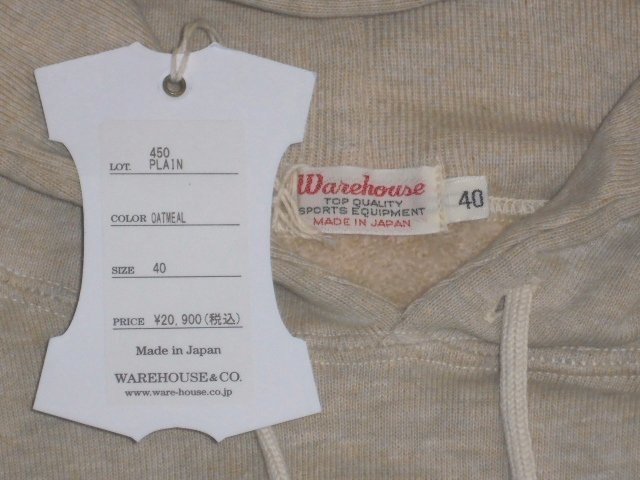 450
LOT. PLAIN
COLOR OATMEAL
SIZE 40
PRICE ¥20,900(税込)
Made in Japan
WAREHOUSE & CO.
www.ware-house.co.jp
Warehouse
TOP QUALITY
SPORTS EQUIPMENT
MADE IN JAPAN
40